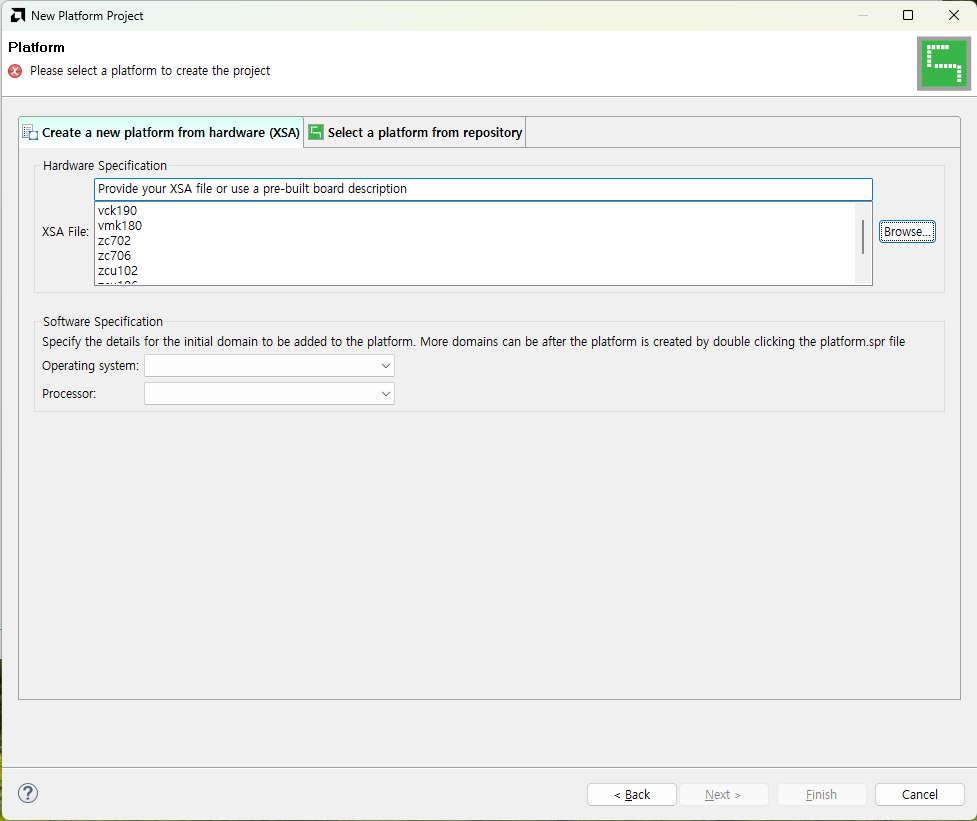 New Platform Project
Platform
Please select a platform to create the project
Create a new platform from hardware (XSA) Select a platform from repository
Hardware Specification
Provide your XSA file or use a pre-built board description
vck190
vmk180
XSA File: Browse...
zc702
zc706
zcu102
Software Specification
Specify the details for the initial domain to be added to the platform. More domains can be after the platform is created by double clicking the platform.spr file
Operating system:
Processor:
? < Back Next > Finish Cancel